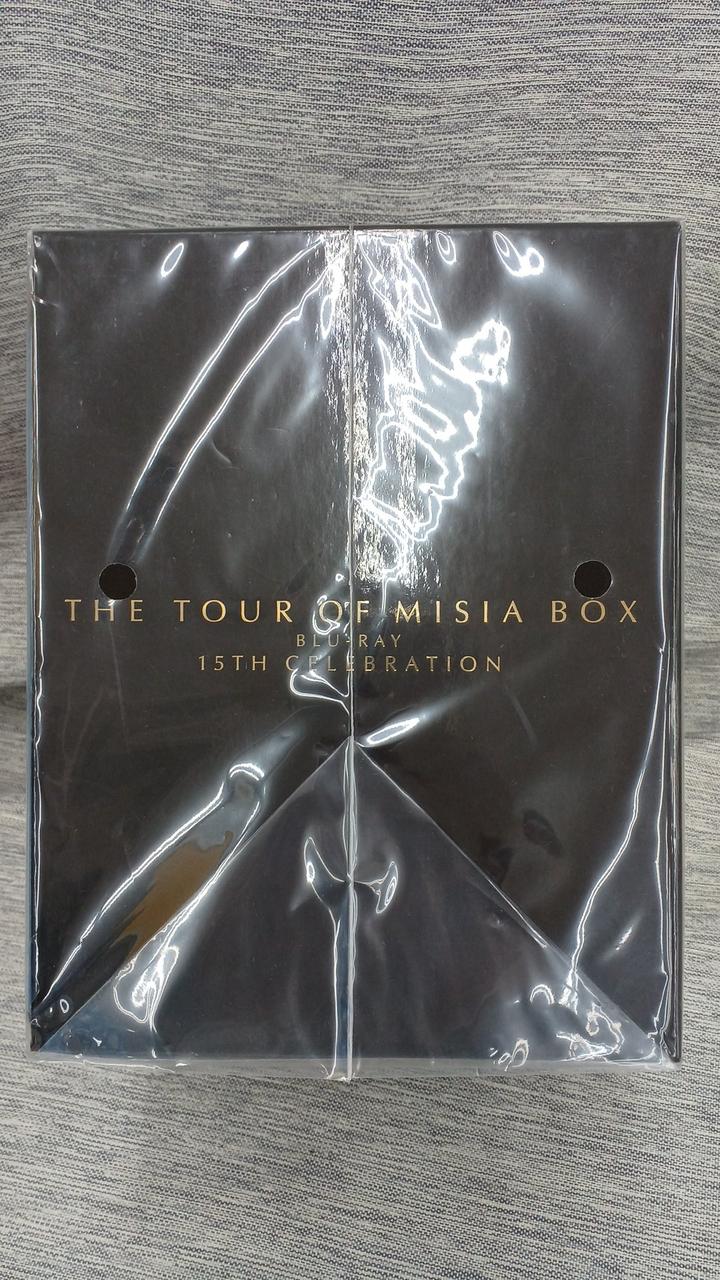 THE TOUR OF MISIA BOX
BLU-RAY
15TH CELEBRATION